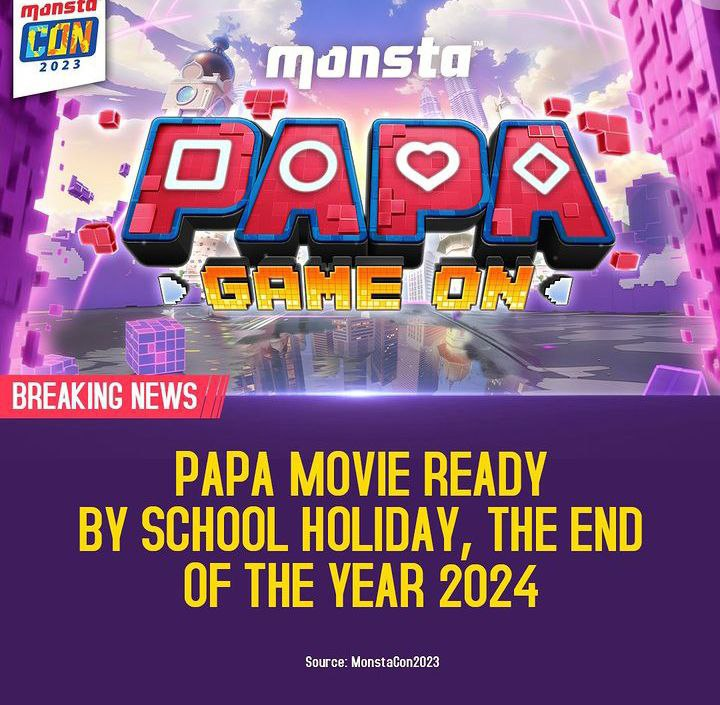 monsta
CON
2023
monsta™
PAPA
GAME ON
BREAKING NEWS
PAPA MOVIE READY
BY SCHOOL HOLIDAY, THE END
OF THE YEAR 2024
Source: MonstaCon2023